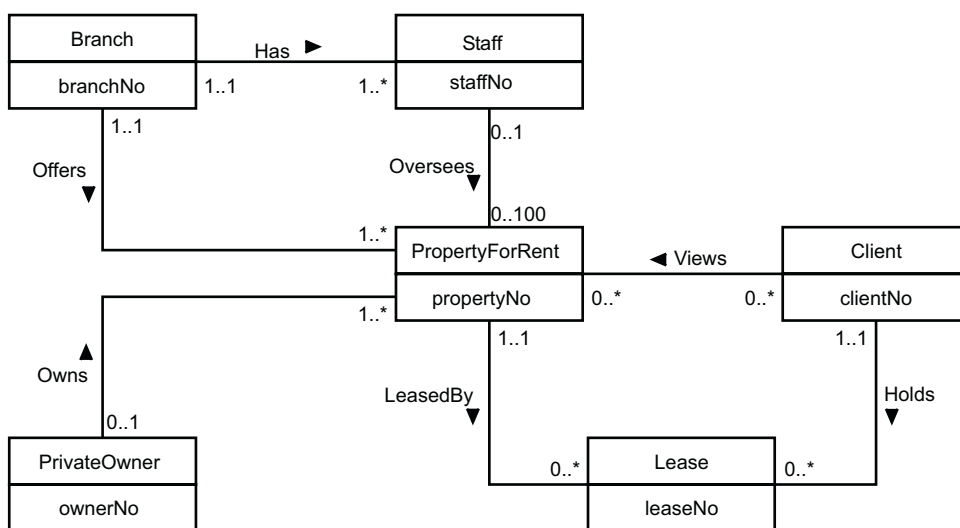 Branch
Has ►
Staff
branchNo
1..1
1..*
staffNo
1..1
0..1
Offers
▼
Oversees
▼
0..100
1..*
PropertyForRent
◄ Views
Client
propertyNo
0..*
0..*
clientNo
1..*
1..1
1..1
▲
Owns
LeasedBy
▼
Holds
▼
0..1
PrivateOwner
0..*
Lease
0..*
ownerNo
leaseNo